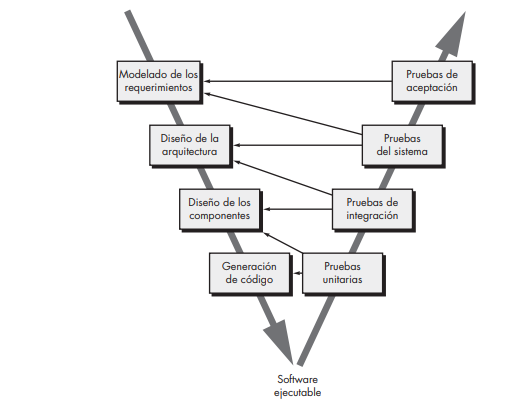 Modelado de los
requerimientos
Pruebas de
aceptación
Diseño de la
arquitectura
Pruebas
del sistema
Diseño de los
componentes
Pruebas de
integración
Generación
de código
Pruebas
unitarias
Software
ejecutable